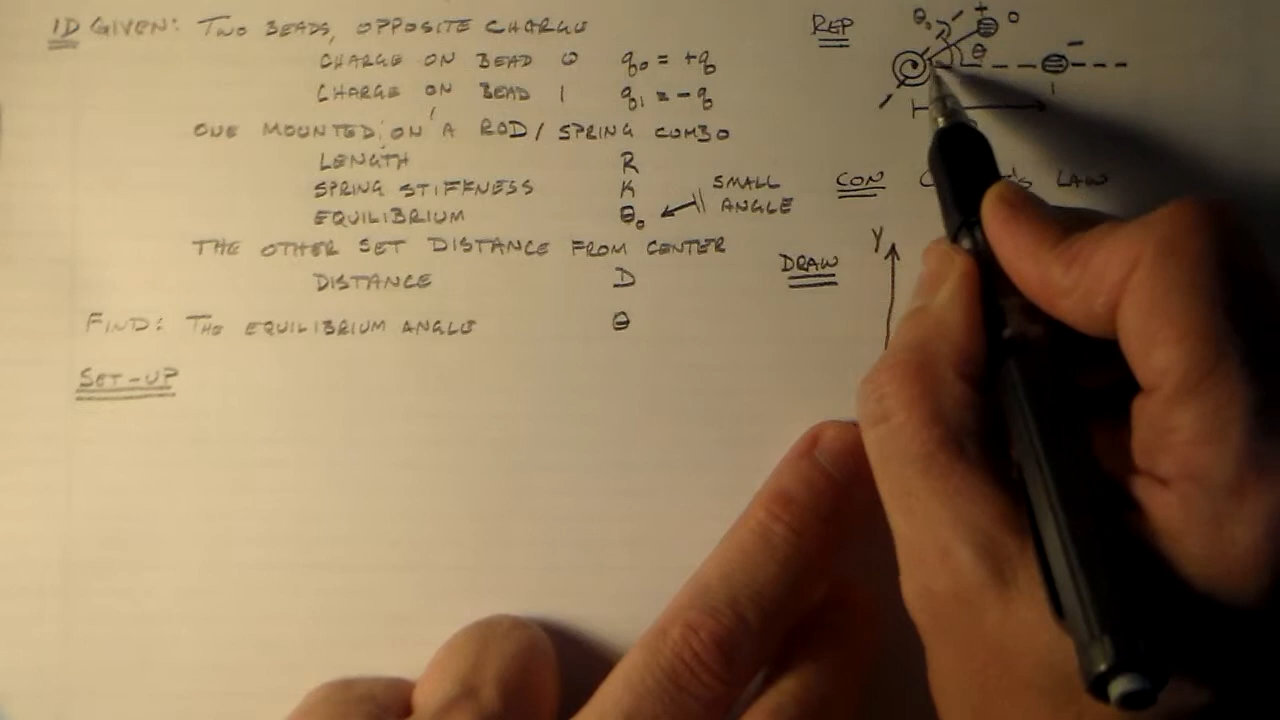 ID GIVEN: TWO BEADS, OPPOSITE CHARGE
CHARGE ON BEAD 0 q₀ = +q
CHARGE ON BEAD 1 q₁ = -q
ONE MOUNTED ON A ROD / SPRING COMBO
LENGTH R
SPRING STIFFNESS K
EQUILIBRIUM θ₀
SMALL
ANGLE
THE OTHER SET DISTANCE FROM CENTER
DISTANCE D
FIND: THE EQUILIBRIUM ANGLE θ
SET-UP
REP
θ₀ + 0
θ -
1
CON LAW
DRAW
Y